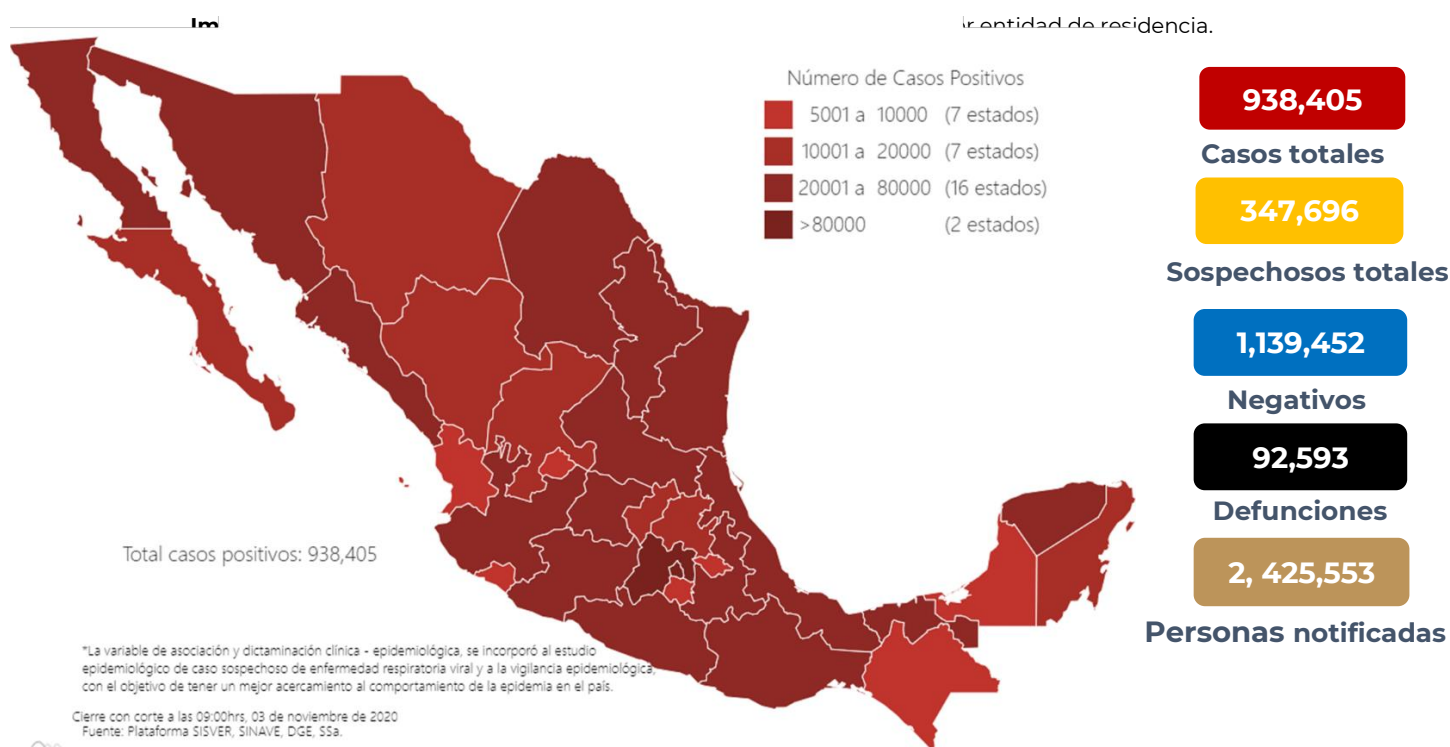 Im
r entidad de residencia.
Número de Casos Positivos
5001 a 10000 (7 estados)
10001 a 20000 (7 estados)
20001 a 80000 (16 estados)
>80000 (2 estados)
938,405
Casos totales
347,696
Sospechosos totales
1,139,452
Negativos
92,593
Defunciones
2, 425,553
Personas notificadas
Total casos positivos: 938,405
*La variable de asociación y dictaminación clínica - epidemiológica, se incorporó al estudio
epidemiológico de caso sospechoso de enfermedad respiratoria viral y a la vigilancia epidemiológica,
con el objetivo de tener un mejor acercamiento al comportamiento de la epidemia en el país.
Cierre con corte a las 09:00hrs, 03 de noviembre de 2020
Fuente: Plataforma SISVER, SINAVE, DGE, SSa.